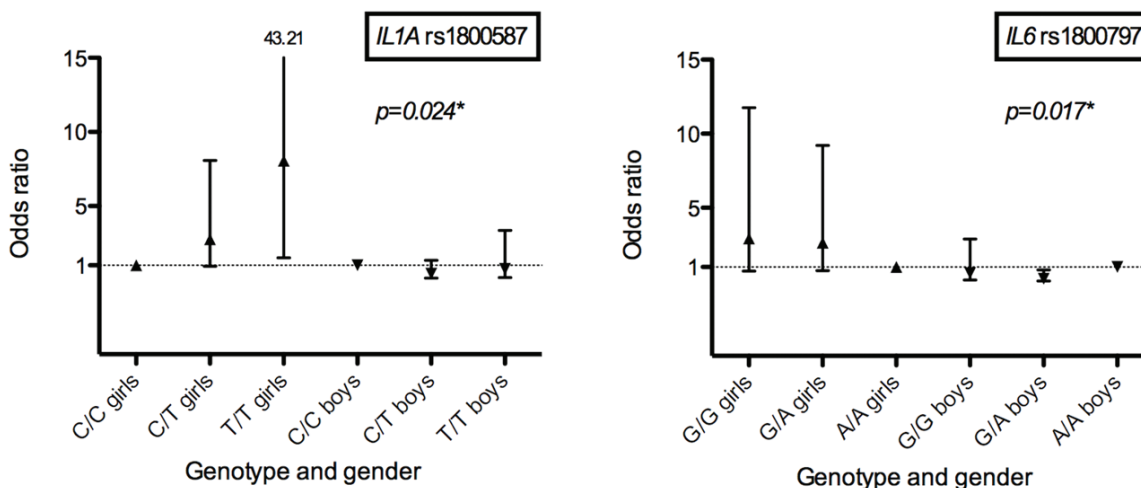 43.21
IL1A rs1800587
p=0.024*
15
10
5
1
Odds ratio
C/C girls
C/T girls
T/T girls
C/C boys
C/T boys
T/T boys
Genotype and gender
IL6 rs1800797
p=0.017*
15
10
5
1
Odds ratio
G/G girls
G/A girls
A/A girls
G/G boys
G/A boys
A/A boys
Genotype and gender